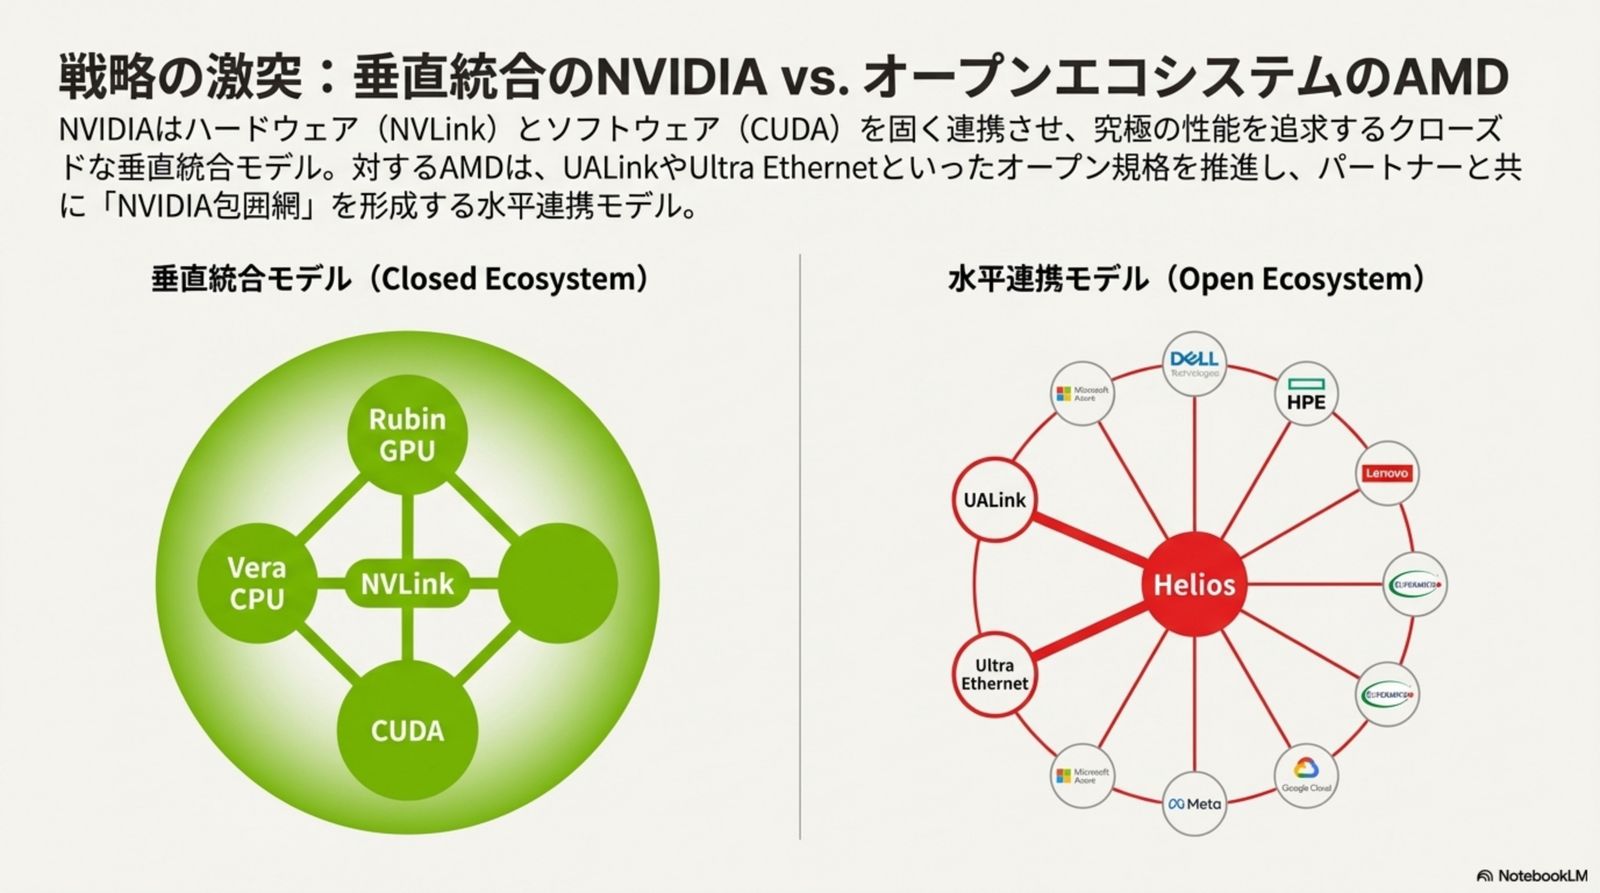 戦略の激突：垂直統合のNVIDIA vs. オープンエコシステムのAMD
NVIDIAはハードウェア（NVLink）とソフトウェア（CUDA）を固く連携させ、究極の性能を追求するクローズ
ドな垂直統合モデル。対するAMDは、UALinkやUltra Ethernetといったオープン規格を推進し、パートナーと共
に「NVIDIA包囲網」を形成する水平連携モデル。
垂直統合モデル（Closed Ecosystem）
Rubin
GPU
Vera
CPU
NVLink
CUDA
水平連携モデル（Open Ecosystem）
DELL
Microsoft
HPE
Lenovo
UALink
Helios
Ultra
Ethernet
Microsoft
Meta
Google Cloud
NotebookLM